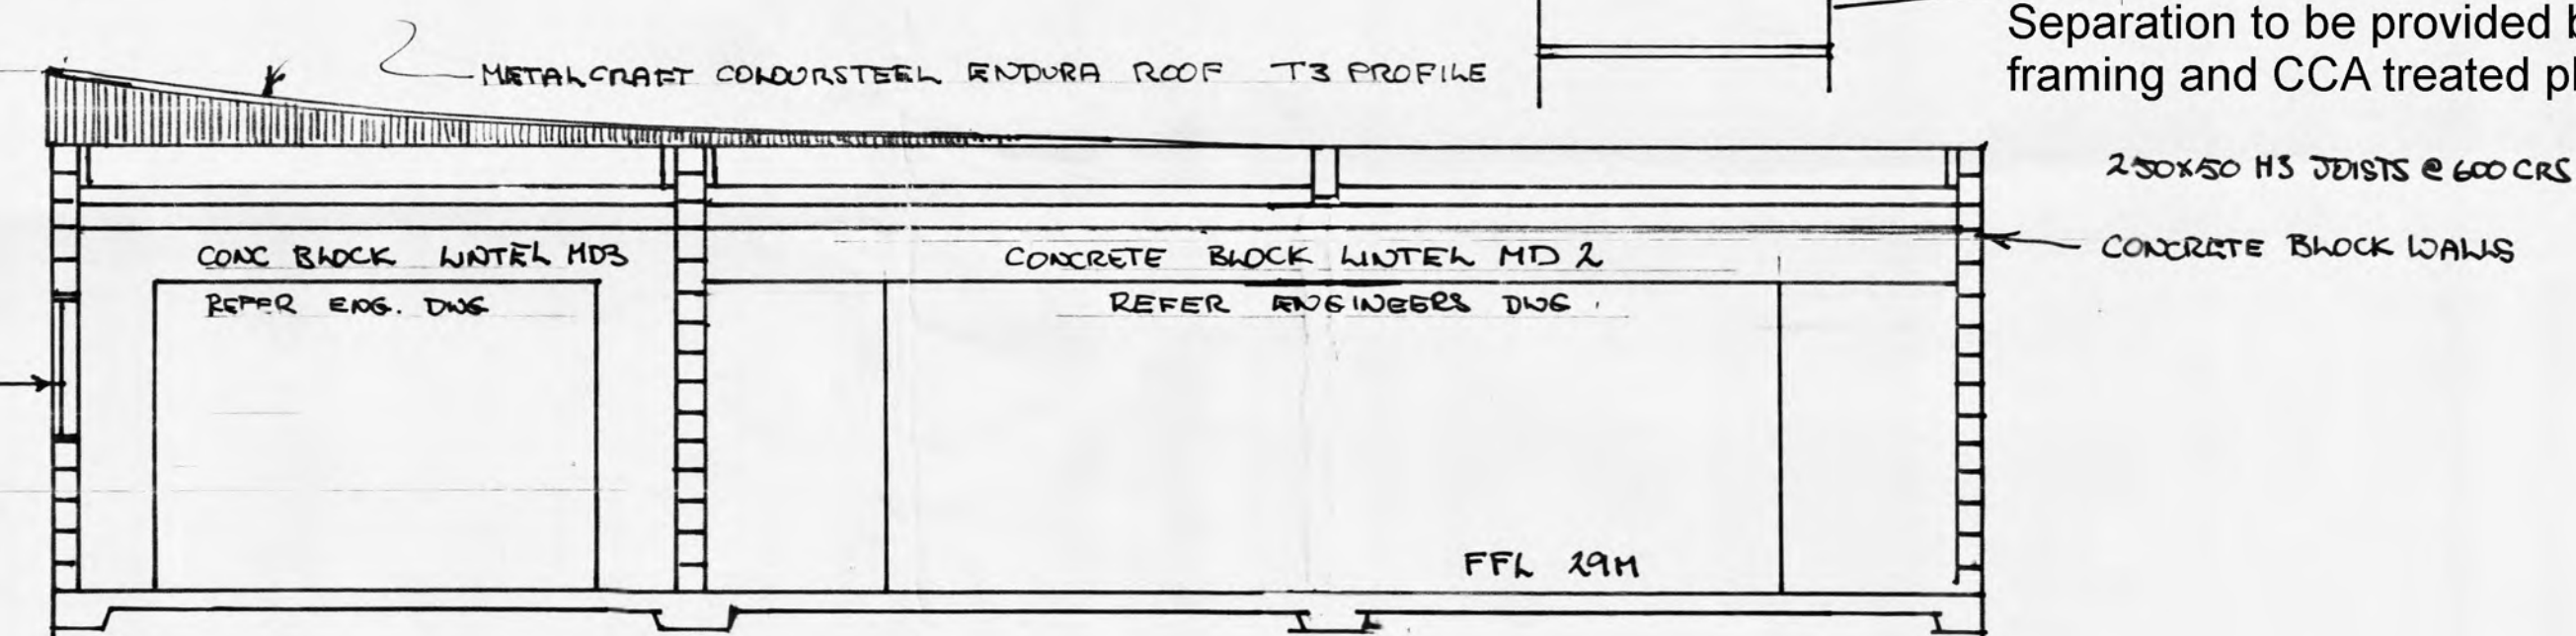 Separation to be provided b
framing and CCA treated pl
METALCRAFT COLOURSTEEL ENDURA ROOF T3 PROFILE
250X50 H3 JOISTS @ 600 CRS
CONC BLOCK LINTEL MD3
REFER ENG. DWG
CONCRETE BLOCK LINTEL MD 2
REFER ENGINEERS DWG
CONCRETE BLOCK WALLS
FFL 29M